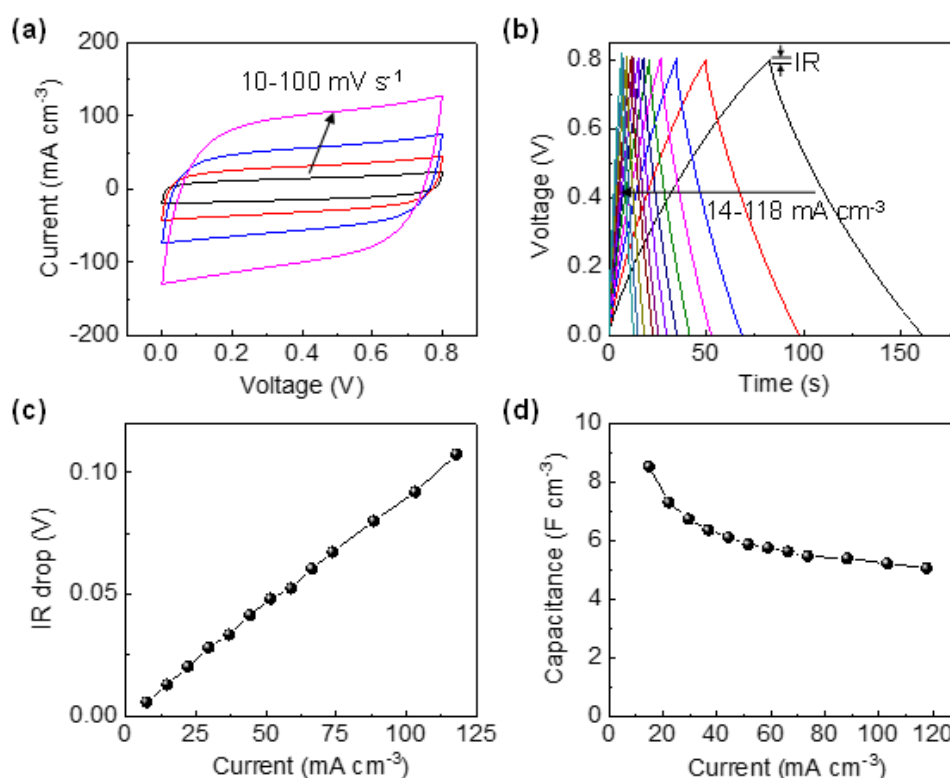 (a)
200
100
0
-100
-200
Current (mA cm⁻³)
10-100 mV s⁻¹
0.0 0.2 0.4 0.6 0.8
Voltage (V)
(b)
0.8
0.6
0.4
0.2
0.0
Voltage (V)
IR
14-118 mA cm⁻³
0 50 100 150
Time (s)
(c)
0.10
0.05
0.00
IR drop (V)
0 25 50 75 100 125
Current (mA cm⁻³)
(d)
10
8
6
4
2
0
Capacitance (F cm⁻³)
0 20 40 60 80 100 120
Current (mA cm⁻³)